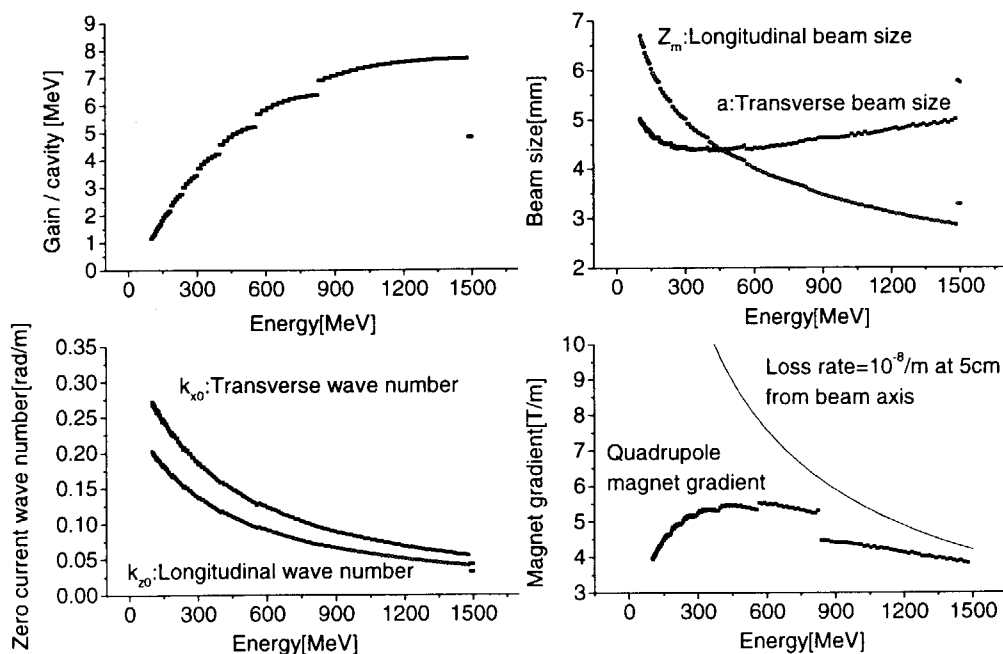 9
8
7
6
5
4
3
2
1
0
Gain / cavity [MeV]
0 300 600 900 1200 1500
Energy[MeV]
7
6
5
4
3
2
Beam size[mm]
Z_m:Longitudinal beam size
a:Transverse beam size
0 300 600 900 1200 1500
Energy[MeV]
0.35
0.30
0.25
0.20
0.15
0.10
0.05
0.00
Zero current wave number[rad/m]
k_x0:Transverse wave number
k_z0:Longitudinal wave number
0 300 600 900 1200 1500
Energy[MeV]
10
9
8
7
6
5
4
3
Magnet gradient[T/m]
Loss rate=10^-8/m at 5cm
from beam axis
Quadrupole
magnet gradient
0 300 600 900 1200 1500
Energy[MeV]